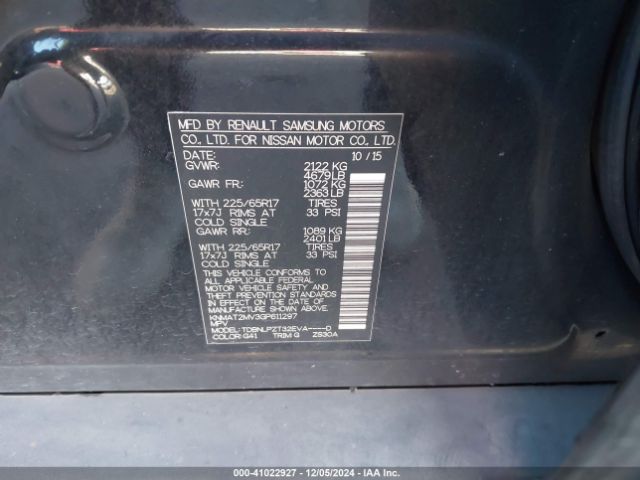 MFD BY RENAULT SAMSUNG MOTORS
CO., LTD. FOR NISSAN MOTOR CO., LTD.
DATE: 10 / 15
GVWR: 2122 KG
4679 LB
GAWR FR: 1072 KG
2363 LB
WITH 225/65R17 TIRES
17x7J RIMS AT 33 PSI
COLD SINGLE
GAWR RR: 1089 KG
2401 LB
WITH 225/65R17 TIRES
17x7J RIMS AT 33 PSI
COLD SINGLE
THIS VEHICLE CONFORMS TO
ALL APPLICABLE FEDERAL
MOTOR VEHICLE SAFETY AND
THEFT PREVENTION STANDARDS
IN EFFECT ON THE DATE OF
MANUFACTURE SHOWN ABOVE.
KNMAT2MV3GP611297
MPV
MODEL: TDBNLPZT32EVA----D
COLOR: G41 TRIM G ZS30A
000-41022927 - 12/05/2024 - IAA Inc.